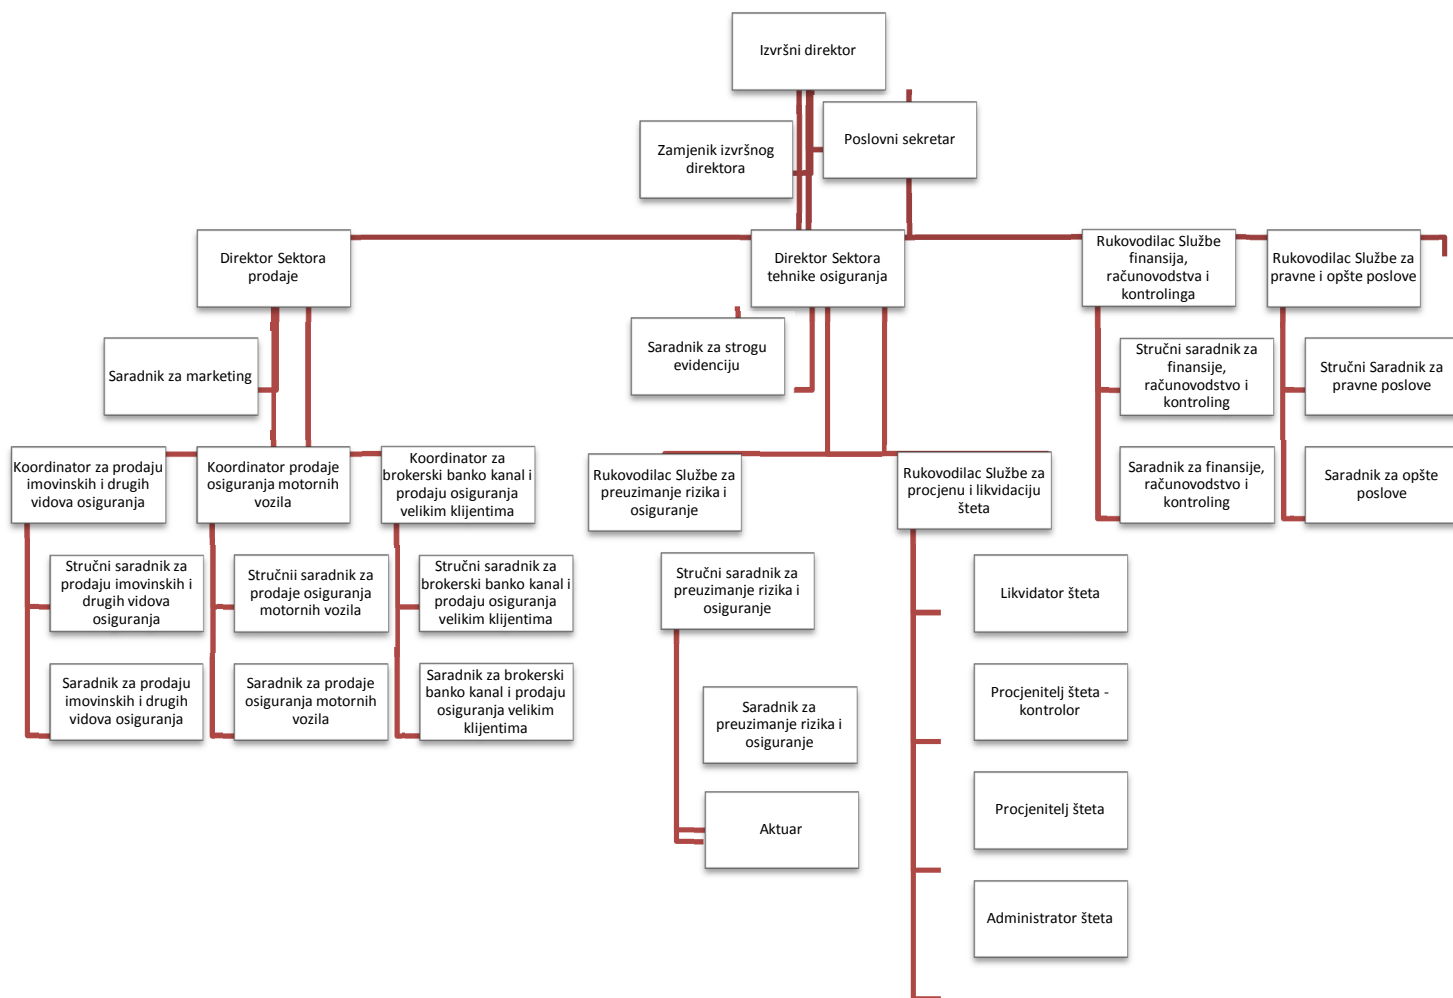 Izvršni direktor
Zamjenik izvršnog
direktora
Poslovni sekretar
Direktor Sektora
prodaje
Direktor Sektora
tehnike osiguranja
Rukovodilac Službe
finansija,
računovodstva i
kontrolinga
Rukovodilac Službe za
pravne i opšte poslove
Saradnik za marketing
Saradnik za strogu
evidenciju
Stručni saradnik za
finansije,
računovodstvo i
kontroling
Stručni Saradnik za
pravne poslove
Koordinator za prodaju
imovinskih i drugih
vidova osiguranja
Koordinator prodaje
osiguranja motornih
vozila
Koordinator za
brokerski banko kanal i
prodaju osiguranja
velikim klijentima
Rukovodilac Službe za
preuzimanje rizika i
osiguranje
Rukovodilac Službe za
procjenu i likvidaciju
šteta
Saradnik za finansije,
računovodstvo i
kontroling
Saradnik za opšte
poslove
Stručni saradnik za
prodaju imovinskih i
drugih vidova
osiguranja
Stručnii saradnik za
prodaje osiguranja
motornih vozila
Stručni saradnik za
brokerski banko kanal i
prodaju osiguranja
velikim klijentima
Stručni saradnik za
preuzimanje rizika i
osiguranje
Likvidator šteta
Saradnik za prodaju
imovinskih i drugih
vidova osiguranja
Saradnik za prodaje
osiguranja motornih
vozila
Saradnik za brokerski
banko kanal i prodaju
osiguranja velikim
klijentima
Saradnik za
preuzimanje rizika i
osiguranje
Procjenitelj šteta -
kontrolor
Aktuar
Procjenitelj šteta
Administrator šteta